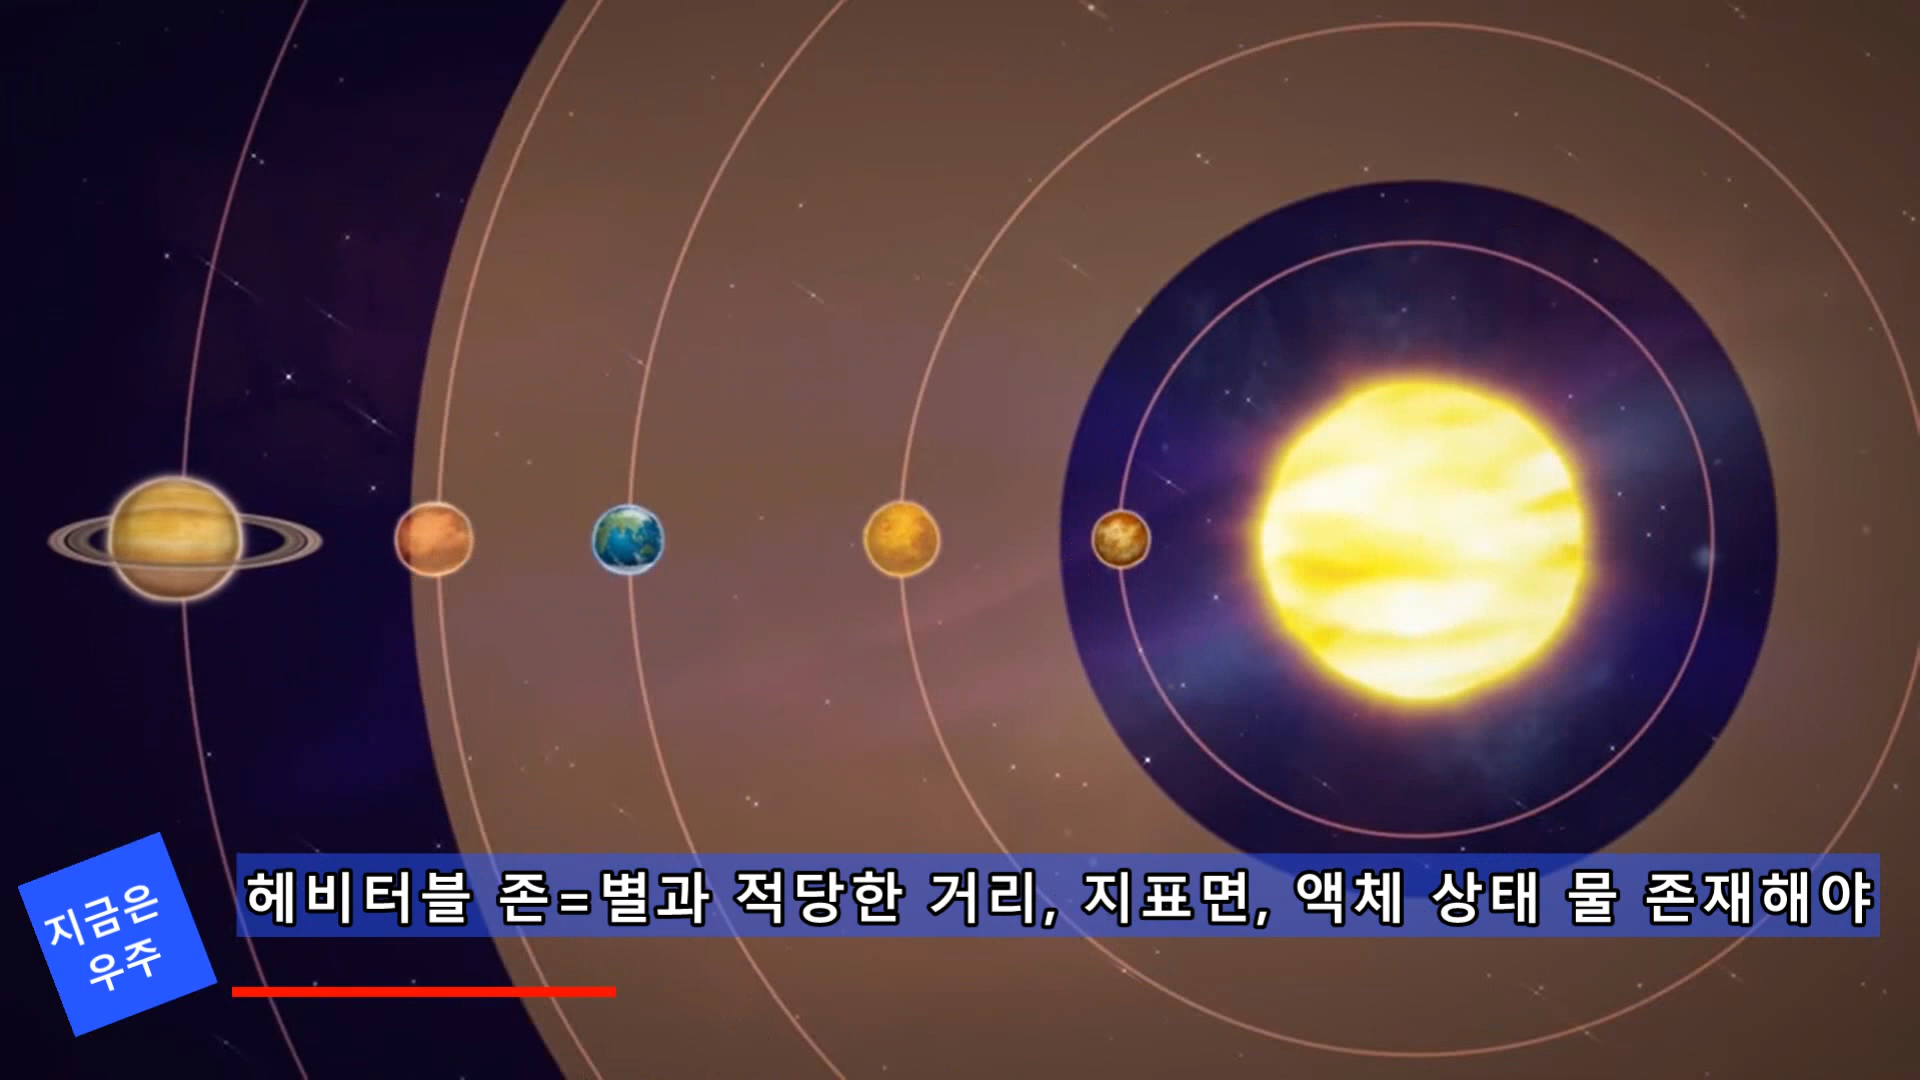 헤비터블 존=별과 적당한 거리, 지표면, 액체 상태 물 존재해야
지금은
우주